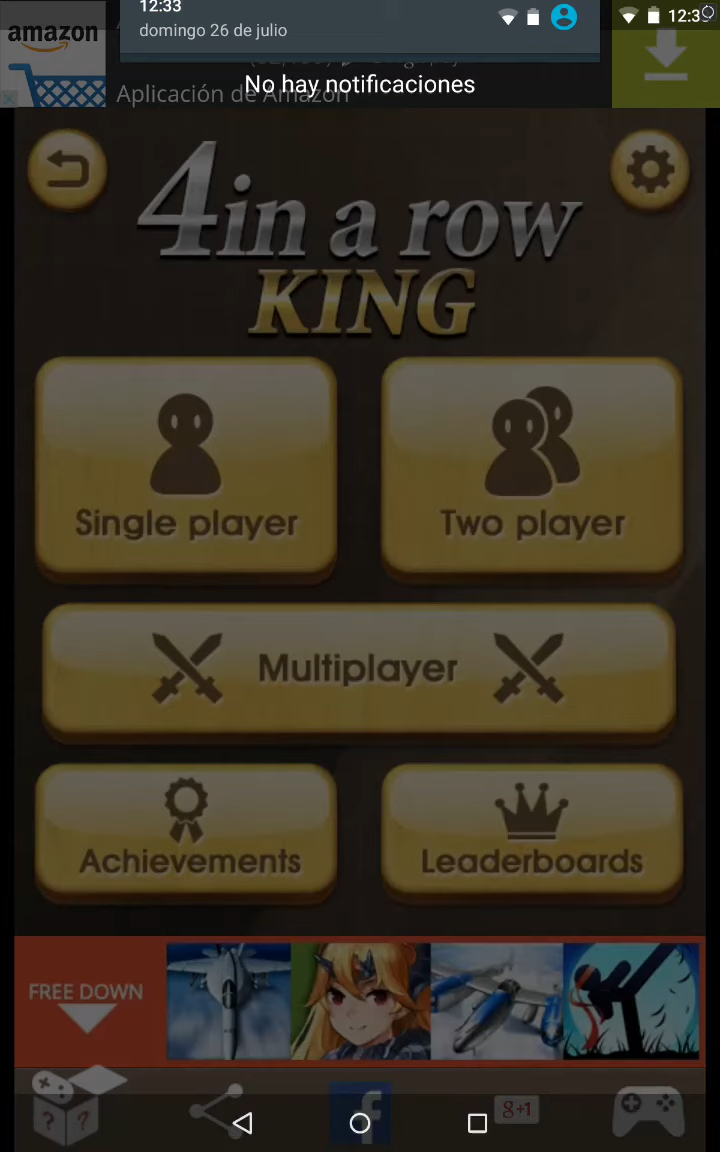 12:33
domingo 26 de julio
12:3
amazon
No hay notificaciones
Aplicación de Amazon
4 in a row
KING
Single player
Two player
Multiplayer
Achievements
Leaderboards
FREE DOWN
? ?
f
g+1